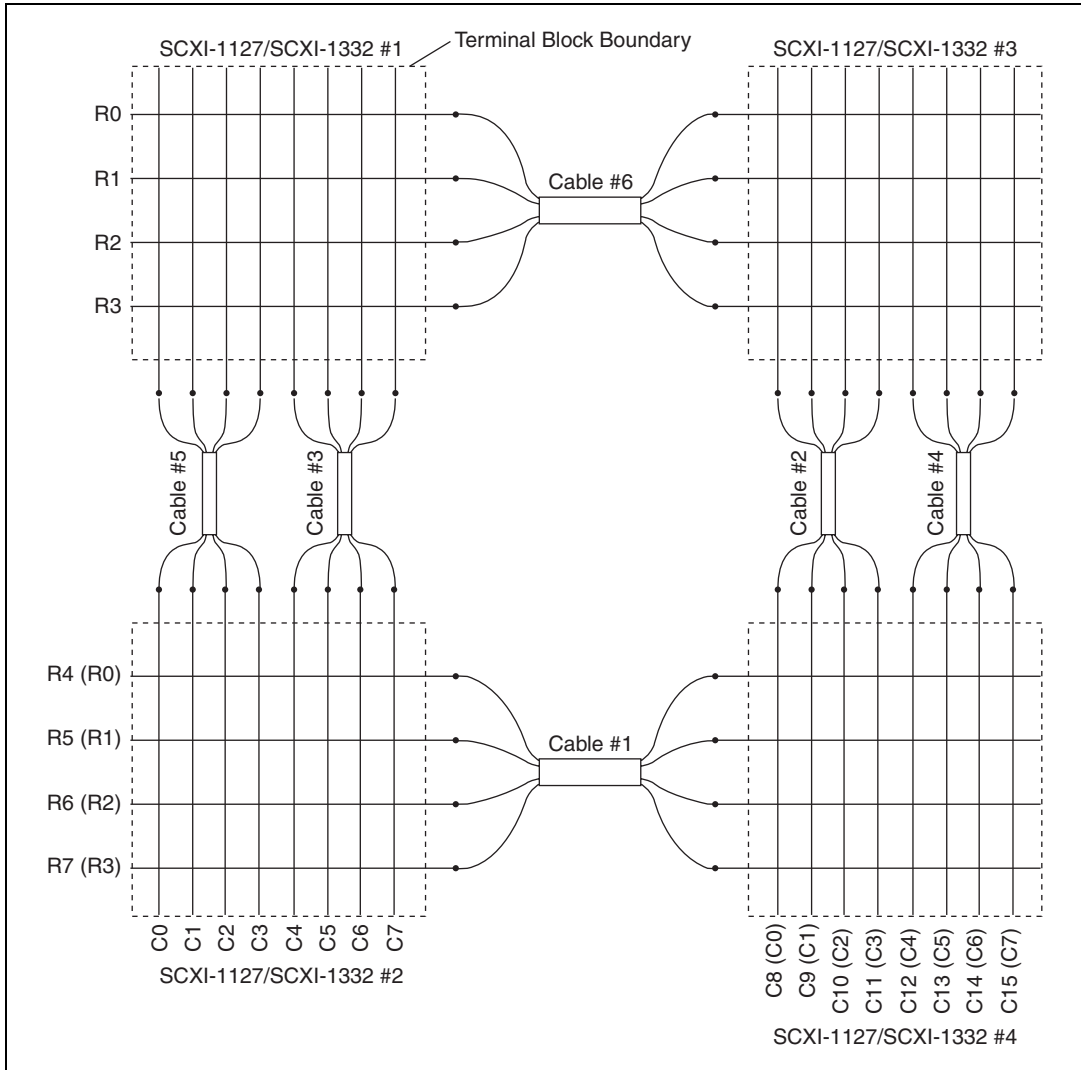 SCXI-1127/SCXI-1332 #1
Terminal Block Boundary
SCXI-1127/SCXI-1332 #3
R0
R1
R2
R3
Cable #6
Cable #5
Cable #3
Cable #2
Cable #4
R4 (R0)
R5 (R1)
R6 (R2)
R7 (R3)
Cable #1
C0
C1
C2
C3
C4
C5
C6
C7
SCXI-1127/SCXI-1332 #2
C8 (C0)
C9 (C1)
C10 (C2)
C11 (C3)
C12 (C4)
C13 (C5)
C14 (C6)
C15 (C7)
SCXI-1127/SCXI-1332 #4